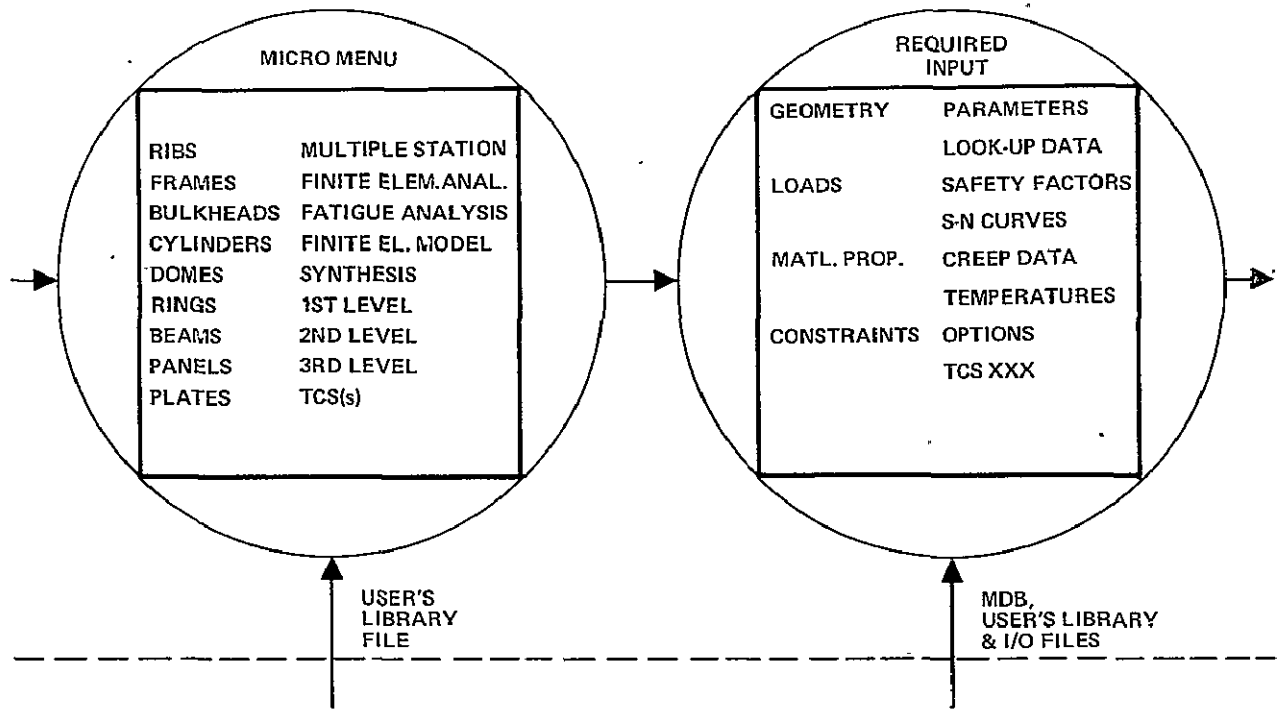 MICRO MENU
RIBS MULTIPLE STATION
FRAMES FINITE ELEM.ANAL.
BULKHEADS FATIGUE ANALYSIS
CYLINDERS FINITE EL. MODEL
DOMES SYNTHESIS
RINGS 1ST LEVEL
BEAMS 2ND LEVEL
PANELS 3RD LEVEL
PLATES TCS(s)
USER'S
LIBRARY
FILE
REQUIRED
INPUT
GEOMETRY PARAMETERS
LOOK-UP DATA
LOADS SAFETY FACTORS
S-N CURVES
MATL. PROP. CREEP DATA
TEMPERATURES
CONSTRAINTS OPTIONS
TCS XXX
MDB,
USER'S LIBRARY
& I/O FILES